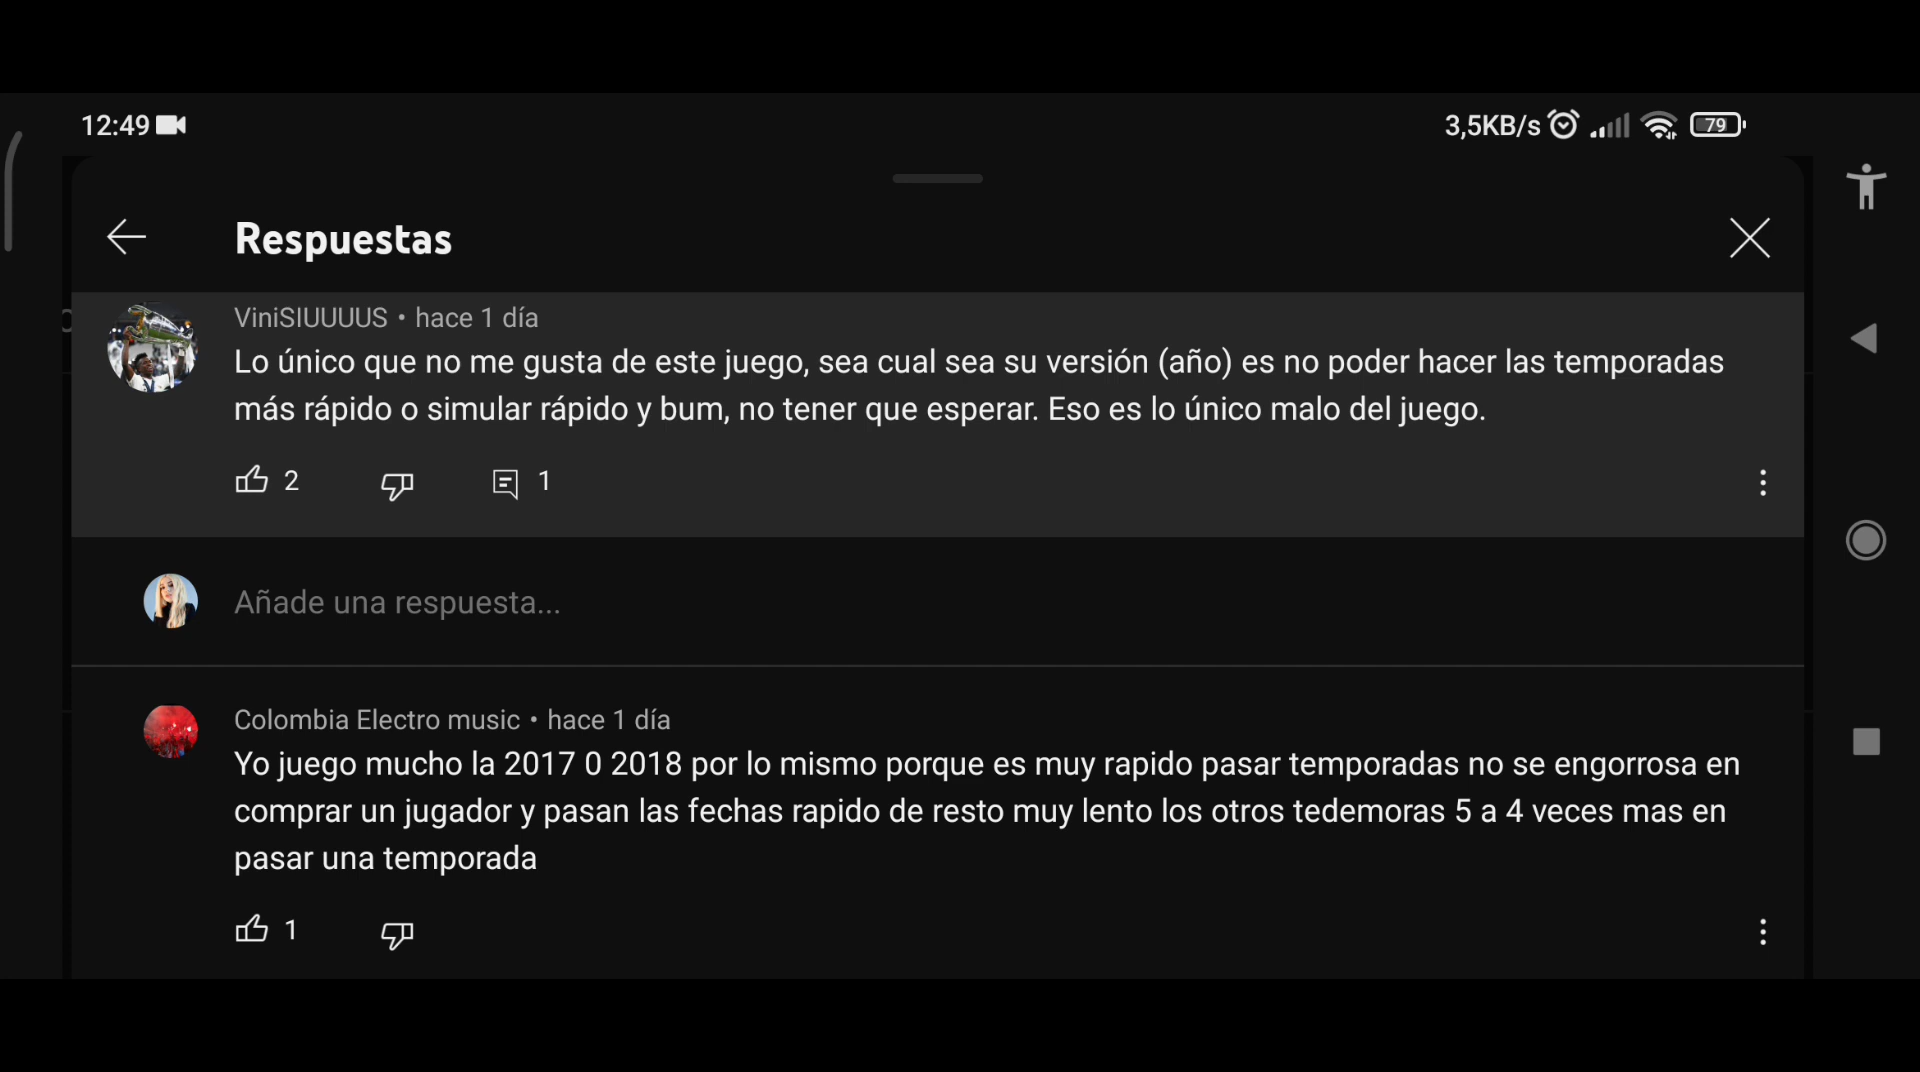 12:49
3,5KB/s
79
Respuestas
ViniSIUUUUS • hace 1 día
Lo único que no me gusta de este juego, sea cual sea su versión (año) es no poder hacer las temporadas
más rápido o simular rápido y bum, no tener que esperar. Eso es lo único malo del juego.
2
1
Añade una respuesta...
Colombia Electro music • hace 1 día
Yo juego mucho la 2017 0 2018 por lo mismo porque es muy rapido pasar temporadas no se engorrosa en
comprar un jugador y pasan las fechas rapido de resto muy lento los otros tedemoras 5 a 4 veces mas en
pasar una temporada
1